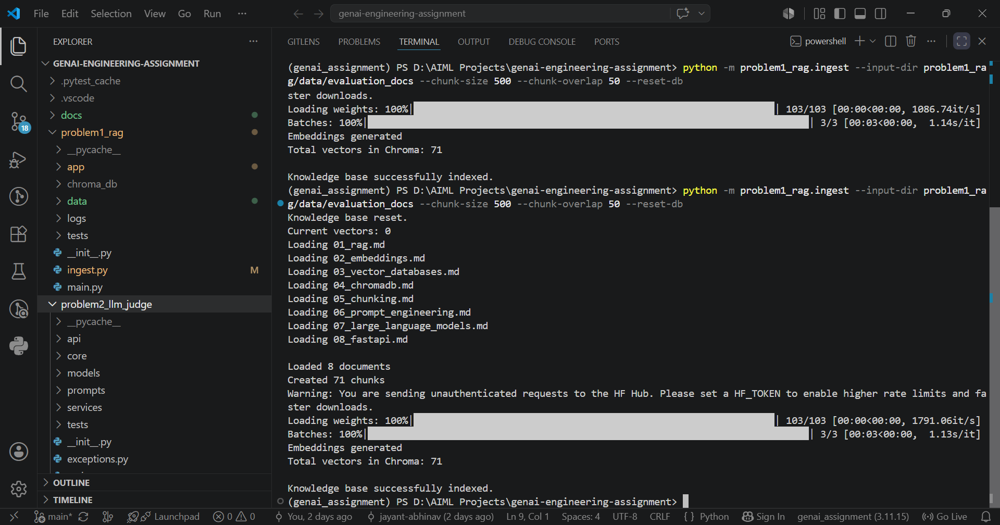 File Edit Selection View Go Run ···
genai-engineering-assignment
EXPLORER ···
GENAI-ENGINEERING-ASSIGNMENT
.pytest_cache
.vscode
docs
problem1_rag
__pycache__
app
chroma_db
data
logs
tests
__init__.py
ingest.py M
main.py
problem2_llm_judge
__pycache__
api
core
models
prompts
services
tests
__init__.py
exceptions.py
OUTLINE
TIMELINE
18
GITLENS PROBLEMS TERMINAL OUTPUT DEBUG CONSOLE PORTS
powershell
(genai_assignment) PS D:\AIML Projects\genai-engineering-assignment> python -m problem1_rag.ingest --input-dir problem1_ra
g/data/evaluation_docs --chunk-size 500 --chunk-overlap 50 --reset-db
ster downloads.
Loading weights: 100%| | 103/103 [00:00<00:00, 1086.74it/s]
Batches: 100%| | 3/3 [00:03<00:00, 1.14s/it]
Embeddings generated
Total vectors in Chroma: 71
Knowledge base successfully indexed.
(genai_assignment) PS D:\AIML Projects\genai-engineering-assignment> python -m problem1_rag.ingest --input-dir problem1_ra
g/data/evaluation_docs --chunk-size 500 --chunk-overlap 50 --reset-db
Knowledge base reset.
Current vectors: 0
Loading 01_rag.md
Loading 02_embeddings.md
Loading 03_vector_databases.md
Loading 04_chromadb.md
Loading 05_chunking.md
Loading 06_prompt_engineering.md
Loading 07_large_language_models.md
Loading 08_fastapi.md
Loaded 8 documents
Created 71 chunks
Warning: You are sending unauthenticated requests to the HF Hub. Please set a HF_TOKEN to enable higher rate limits and fa
ster downloads.
Loading weights: 100%| | 103/103 [00:00<00:00, 1791.06it/s]
Batches: 100%| | 3/3 [00:03<00:00, 1.13s/it]
Embeddings generated
Total vectors in Chroma: 71
Knowledge base successfully indexed.
(genai_assignment) PS D:\AIML Projects\genai-engineering-assignment>
main* Launchpad 0 0 You, 2 days ago jayant-abhinav (2 days ago) Ln 9, Col 1 Spaces: 4 UTF-8 CRLF { } Python Sign In genai_assignment (3.11.15) Go Live